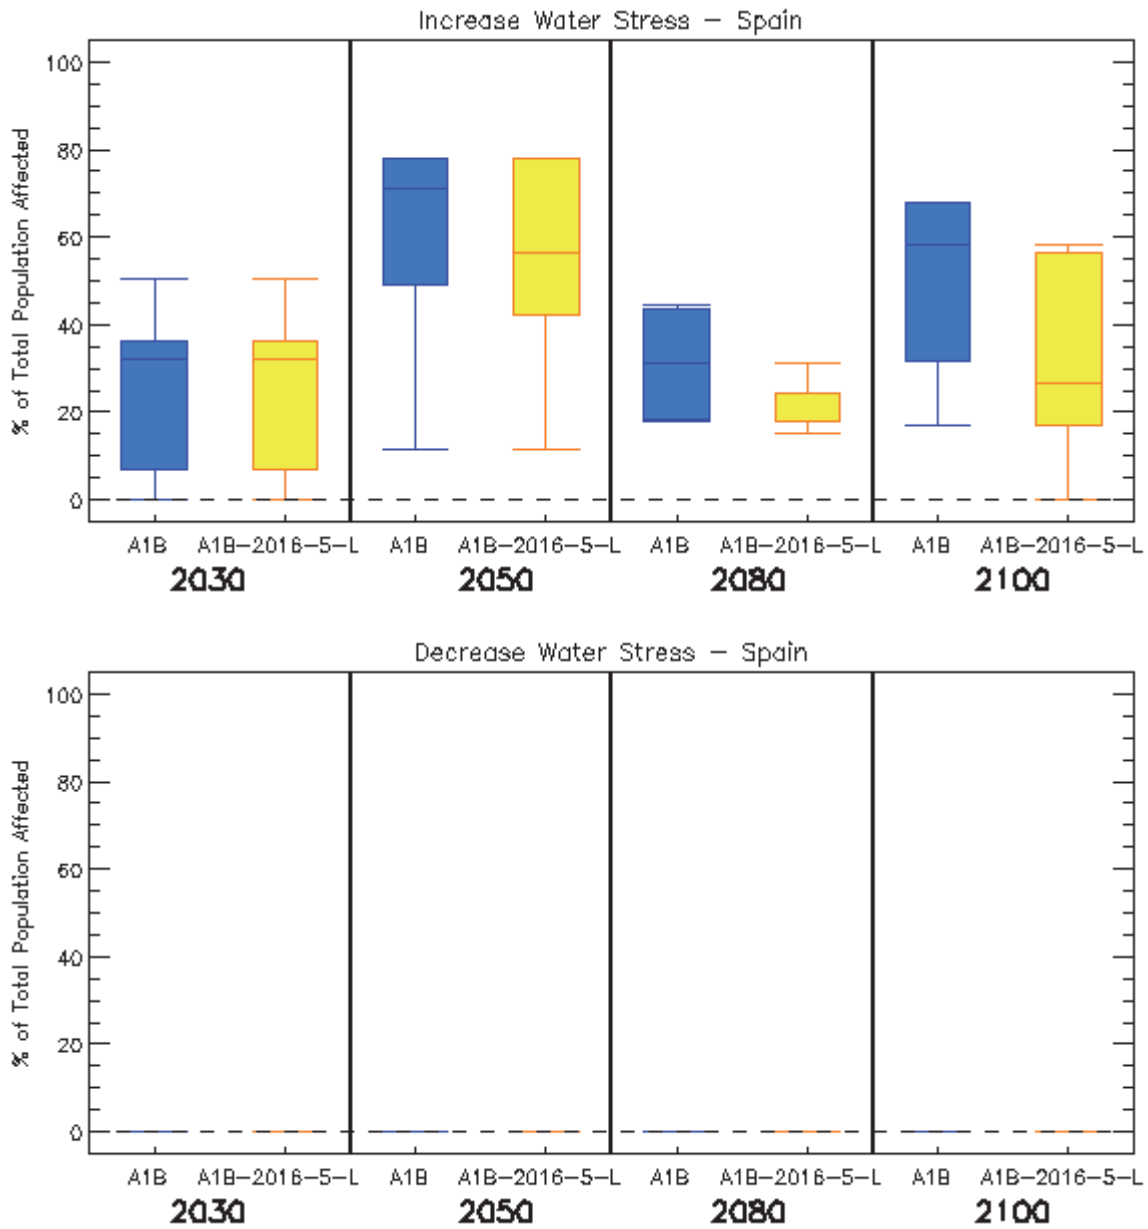 Increase Water Stress – Spain
% of Total Population Affected
100
80
60
40
20
0
A1B A1B-2016-5-L A1B A1B-2016-5-L A1B A1B-2016-5-L A1B A1B-2016-5-L
2030 2050 2080 2100
Decrease Water Stress – Spain
% of Total Population Affected
100
80
60
40
20
0
A1B A1B-2016-5-L A1B A1B-2016-5-L A1B A1B-2016-5-L A1B A1B-2016-5-L
2030 2050 2080 2100